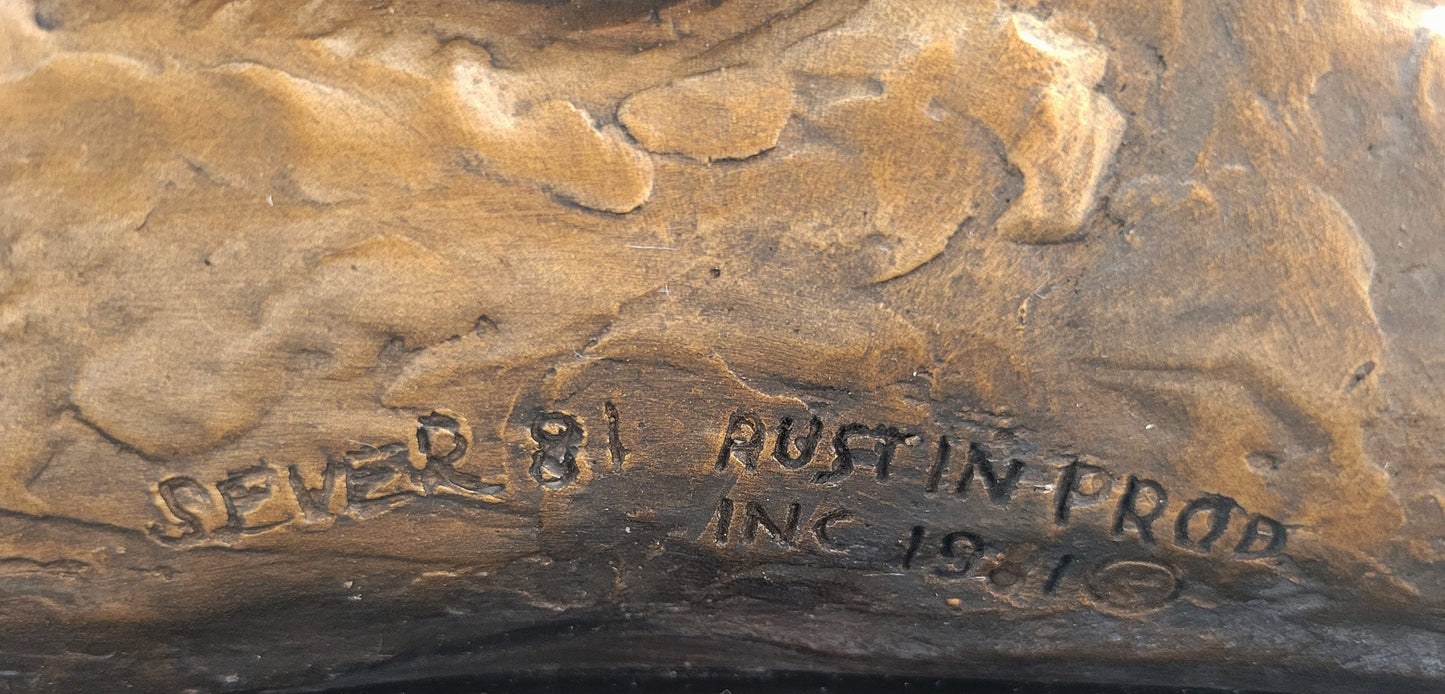 SEVER 81
AUSTIN PROD
INC 1981 ©